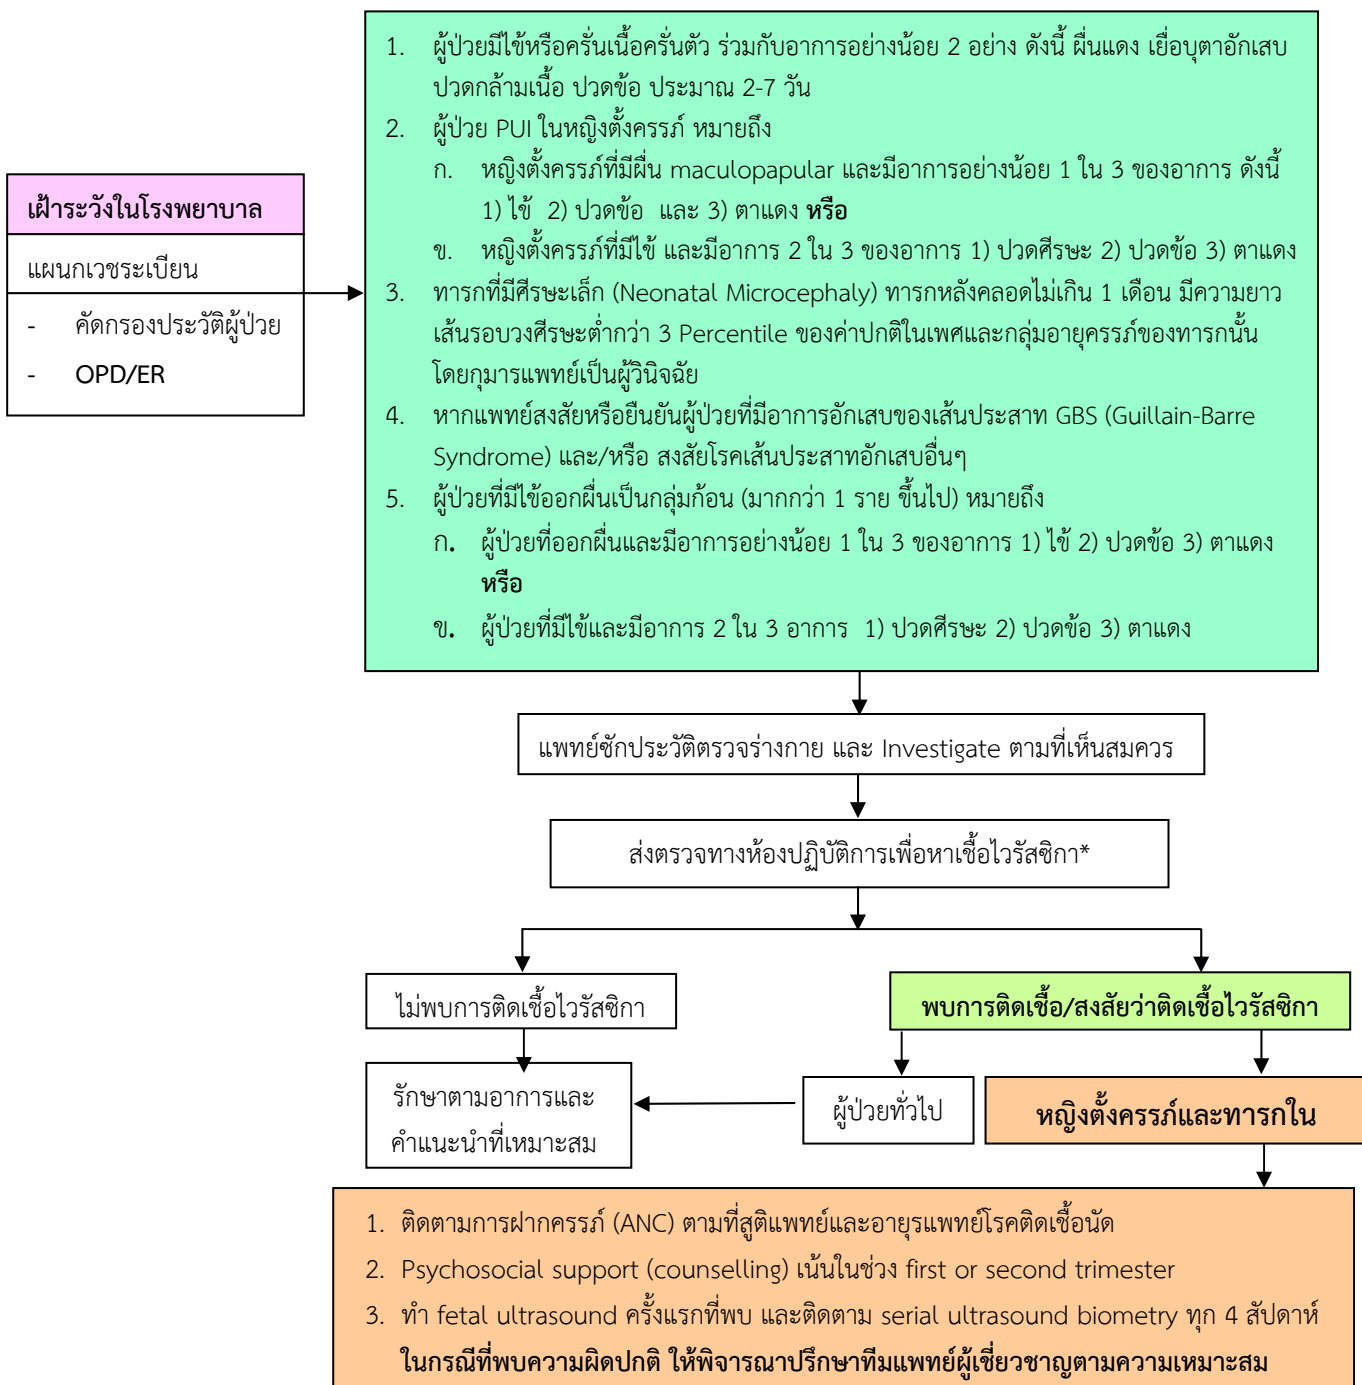 เฝ้าระวังในโรงพยาบาล
แผนกเวชระเบียน
- คัดกรองประวัติผู้ป่วย
- OPD/ER
1. ผู้ป่วยมีไข้หรือครั่นเนื้อครั่นตัว ร่วมกับอาการอย่างน้อย 2 อย่าง ดังนี้ ผื่นแดง เยื่อบุตาอักเสบ
ปวดกล้ามเนื้อ ปวดข้อ ประมาณ 2-7 วัน
2. ผู้ป่วย PUI ในหญิงตั้งครรภ์ หมายถึง
ก. หญิงตั้งครรภ์ที่มีผื่น maculopapular และมีอาการอย่างน้อย 1 ใน 3 ของอาการ ดังนี้
1) ไข้ 2) ปวดข้อ และ 3) ตาแดง หรือ
ข. หญิงตั้งครรภ์ที่มีไข้ และมีอาการ 2 ใน 3 ของอาการ 1) ปวดศีรษะ 2) ปวดข้อ 3) ตาแดง
3. ทารกที่มีศีรษะเล็ก (Neonatal Microcephaly) ทารกหลังคลอดไม่เกิน 1 เดือน มีความยาว
เส้นรอบวงศีรษะต่ำกว่า 3 Percentile ของค่าปกติในเพศและกลุ่มอายุครรภ์ของทารกนั้น
โดยกุมารแพทย์เป็นผู้วินิจฉัย
4. หากแพทย์สงสัยหรือยืนยันผู้ป่วยที่มีอาการอักเสบของเส้นประสาท GBS (Guillain-Barre
Syndrome) และ/หรือ สงสัยโรคเส้นประสาทอักเสบอื่นๆ
5. ผู้ป่วยที่มีไข้ออกผื่นเป็นกลุ่มก้อน (มากกว่า 1 ราย ขึ้นไป) หมายถึง
ก. ผู้ป่วยที่ออกผื่นและมีอาการอย่างน้อย 1 ใน 3 ของอาการ 1) ไข้ 2) ปวดข้อ 3) ตาแดง
หรือ
ข. ผู้ป่วยที่มีไข้และมีอาการ 2 ใน 3 อาการ 1) ปวดศีรษะ 2) ปวดข้อ 3) ตาแดง
แพทย์ซักประวัติตรวจร่างกาย และ Investigate ตามที่เห็นสมควร
ส่งตรวจทางห้องปฏิบัติการเพื่อหาเชื้อไวรัสซิกา*
ไม่พบการติดเชื้อไวรัสซิกา
พบการติดเชื้อ/สงสัยว่าติดเชื้อไวรัสซิกา
รักษาตามอาการและ
คำแนะนำที่เหมาะสม
ผู้ป่วยทั่วไป
หญิงตั้งครรภ์และทารกใน
1. ติดตามการฝากครรภ์ (ANC) ตามที่สูติแพทย์และอายุรแพทย์โรคติดเชื้อนัด
2. Psychosocial support (counselling) เน้นในช่วง first or second trimester
3. ทำ fetal ultrasound ครั้งแรกที่พบ และติดตาม serial ultrasound biometry ทุก 4 สัปดาห์
ในกรณีที่พบความผิดปกติ ให้พิจารณาปรึกษาทีมแพทย์ผู้เชี่ยวชาญตามความเหมาะสม